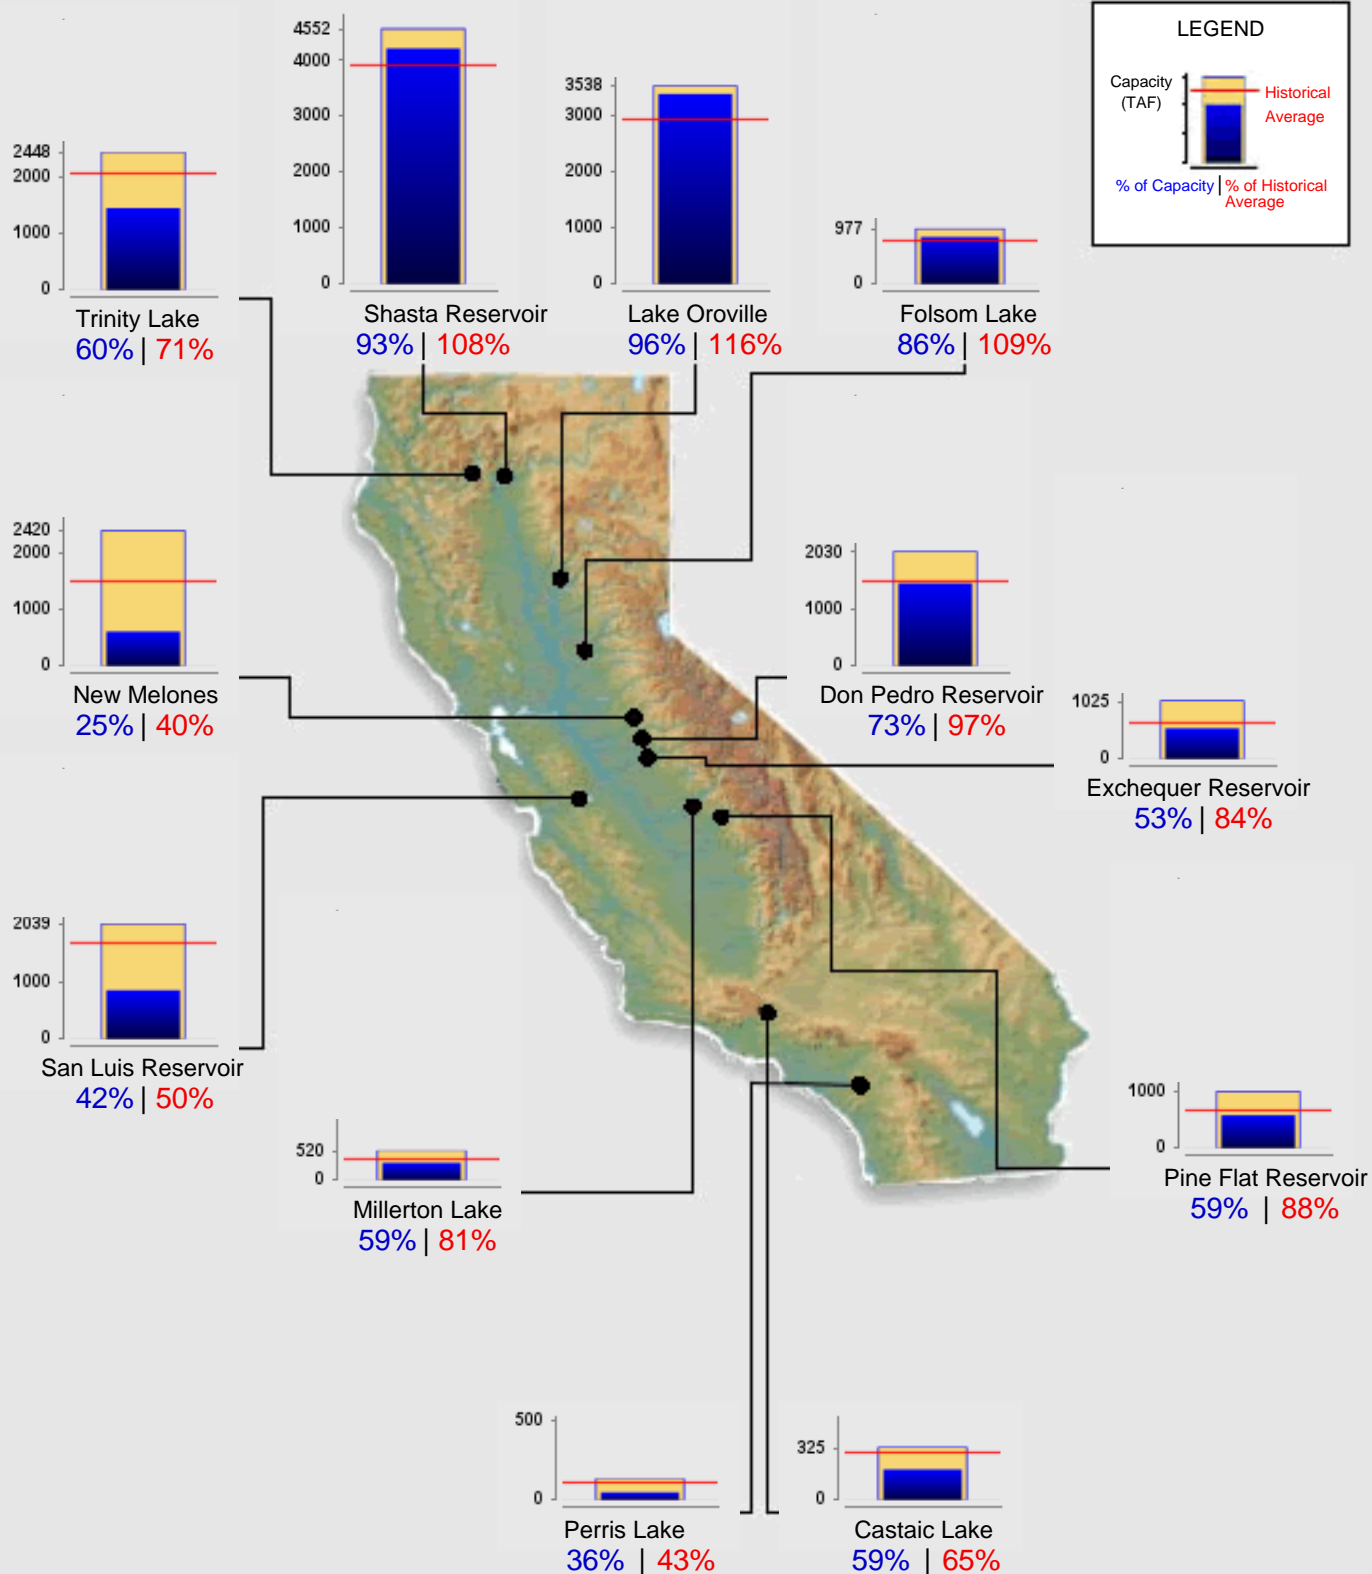 LEGEND
Capacity
(TAF)
Historical
Average
% of Capacity | % of Historical
Average
4552
4000
3000
2000
1000
0
Shasta Reservoir
93% | 108%
3538
3000
2000
1000
0
Lake Oroville
96% | 116%
2448
2000
1000
0
Trinity Lake
60% | 71%
977
0
Folsom Lake
86% | 109%
2420
2000
1000
0
New Melones
25% | 40%
2030
1000
0
Don Pedro Reservoir
73% | 97%
1025
0
Exchequer Reservoir
53% | 84%
2039
1000
0
San Luis Reservoir
42% | 50%
520
0
Millerton Lake
59% | 81%
1000
0
Pine Flat Reservoir
59% | 88%
500
0
Perris Lake
36% | 43%
325
0
Castaic Lake
59% | 65%